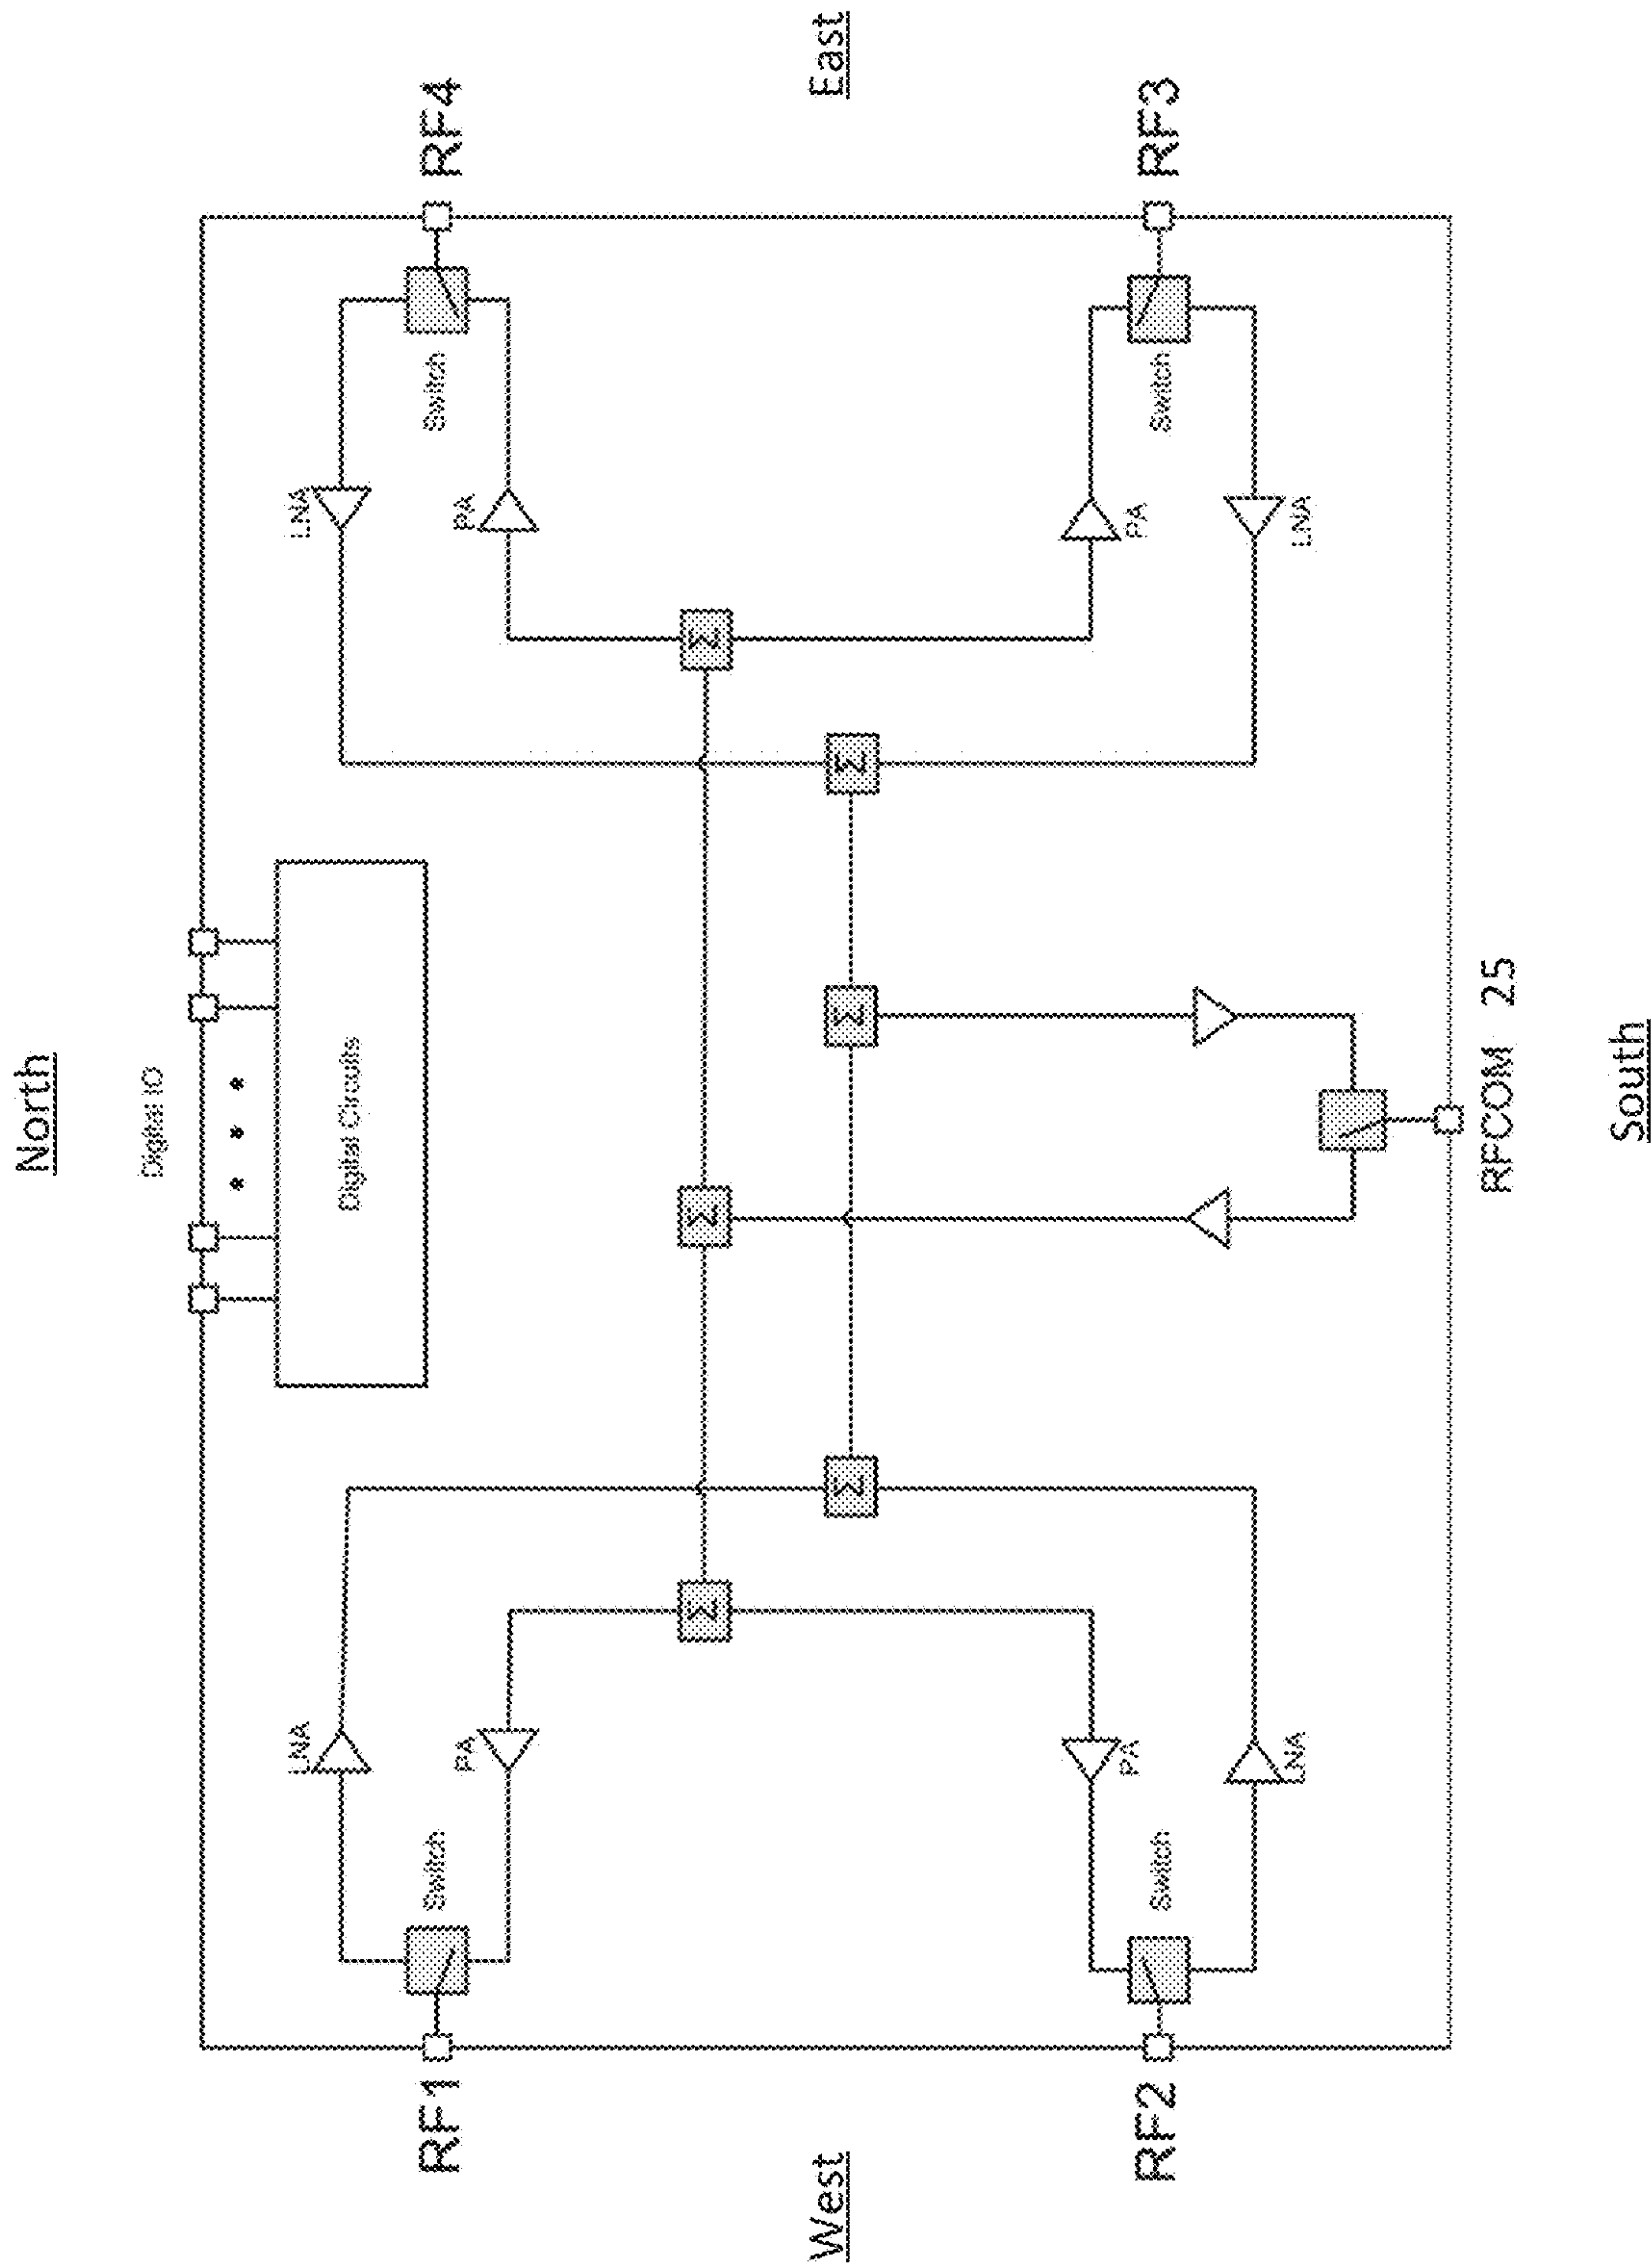 North
Digital IO
Digital Circuits
RF1
RF4
LNA
LNA
Switch
Switch
PA
PA
Σ
Σ
Σ
West
East
Σ
Σ
Σ
PA
PA
RF2
Switch
Switch
RF3
LNA
LNA
RFCOM 25
South